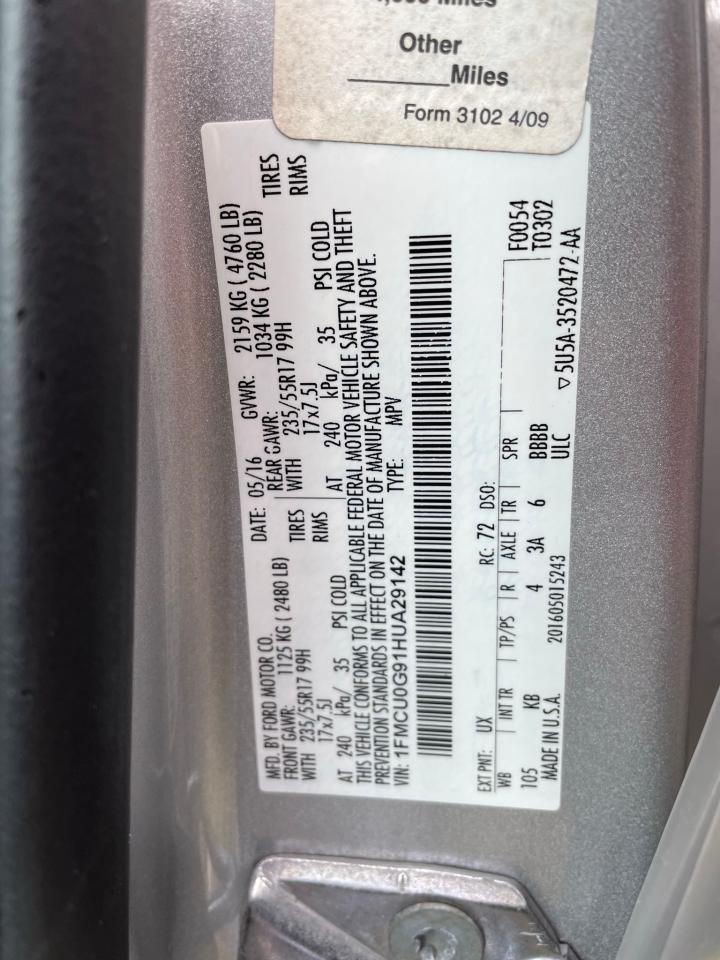 Miles
Other
______Miles
Form 3102 4/09
MFD. BY FORD MOTOR CO.
DATE: 05/16 GVWR: 2159 KG ( 4760 LB)
FRONT GAWR: 1125 KG ( 2480 LB)
REAR GAWR: 1034 KG ( 2280 LB)
WITH 235/55R17 99H TIRES
WITH 235/55R17 99H TIRES
17x7.5J RIMS
17x7.5J RIMS
AT 240 kPa/ 35 PSI COLD
AT 240 kPa/ 35 PSI COLD
THIS VEHICLE CONFORMS TO ALL APPLICABLE FEDERAL MOTOR VEHICLE SAFETY AND THEFT
PREVENTION STANDARDS IN EFFECT ON THE DATE OF MANUFACTURE SHOWN ABOVE.
VIN: 1FMCU0G91HUA29142 TYPE: MPV
EXT PNT: UX RC: 72 DSO: F0054
WB INT TR TP/PS R AXLE TR SPR T0302
105 KB 4 3A 6 BBBB
MADE IN U.S.A. 201605015243 ULC ▽5U5A-3520472-AA